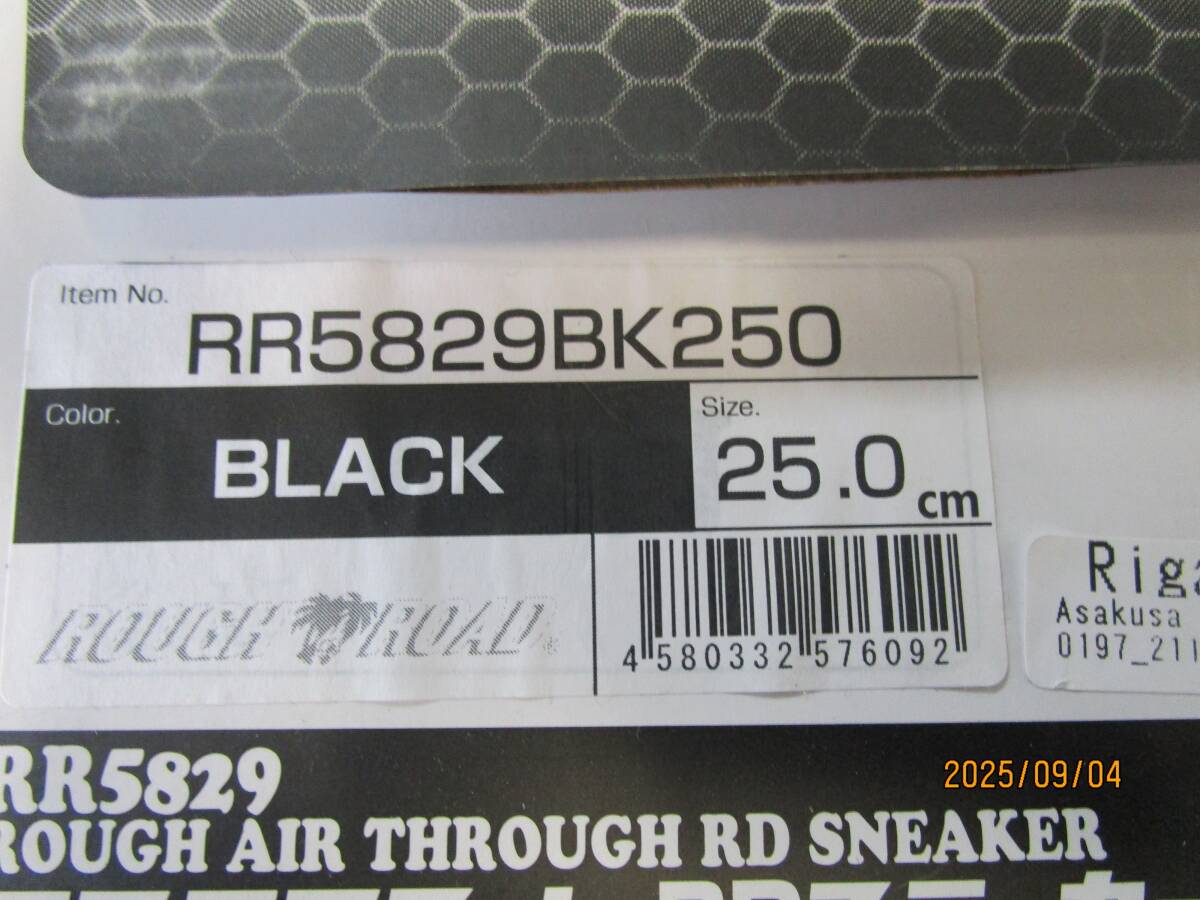 Item No.
RR5829BK250
Color.
BLACK
Size.
25.0 cm
ROUGH ROAD
4 580332 576092
Asakusa
RR5829
ROUGH AIR THROUGH RD SNEAKER
2025/09/04